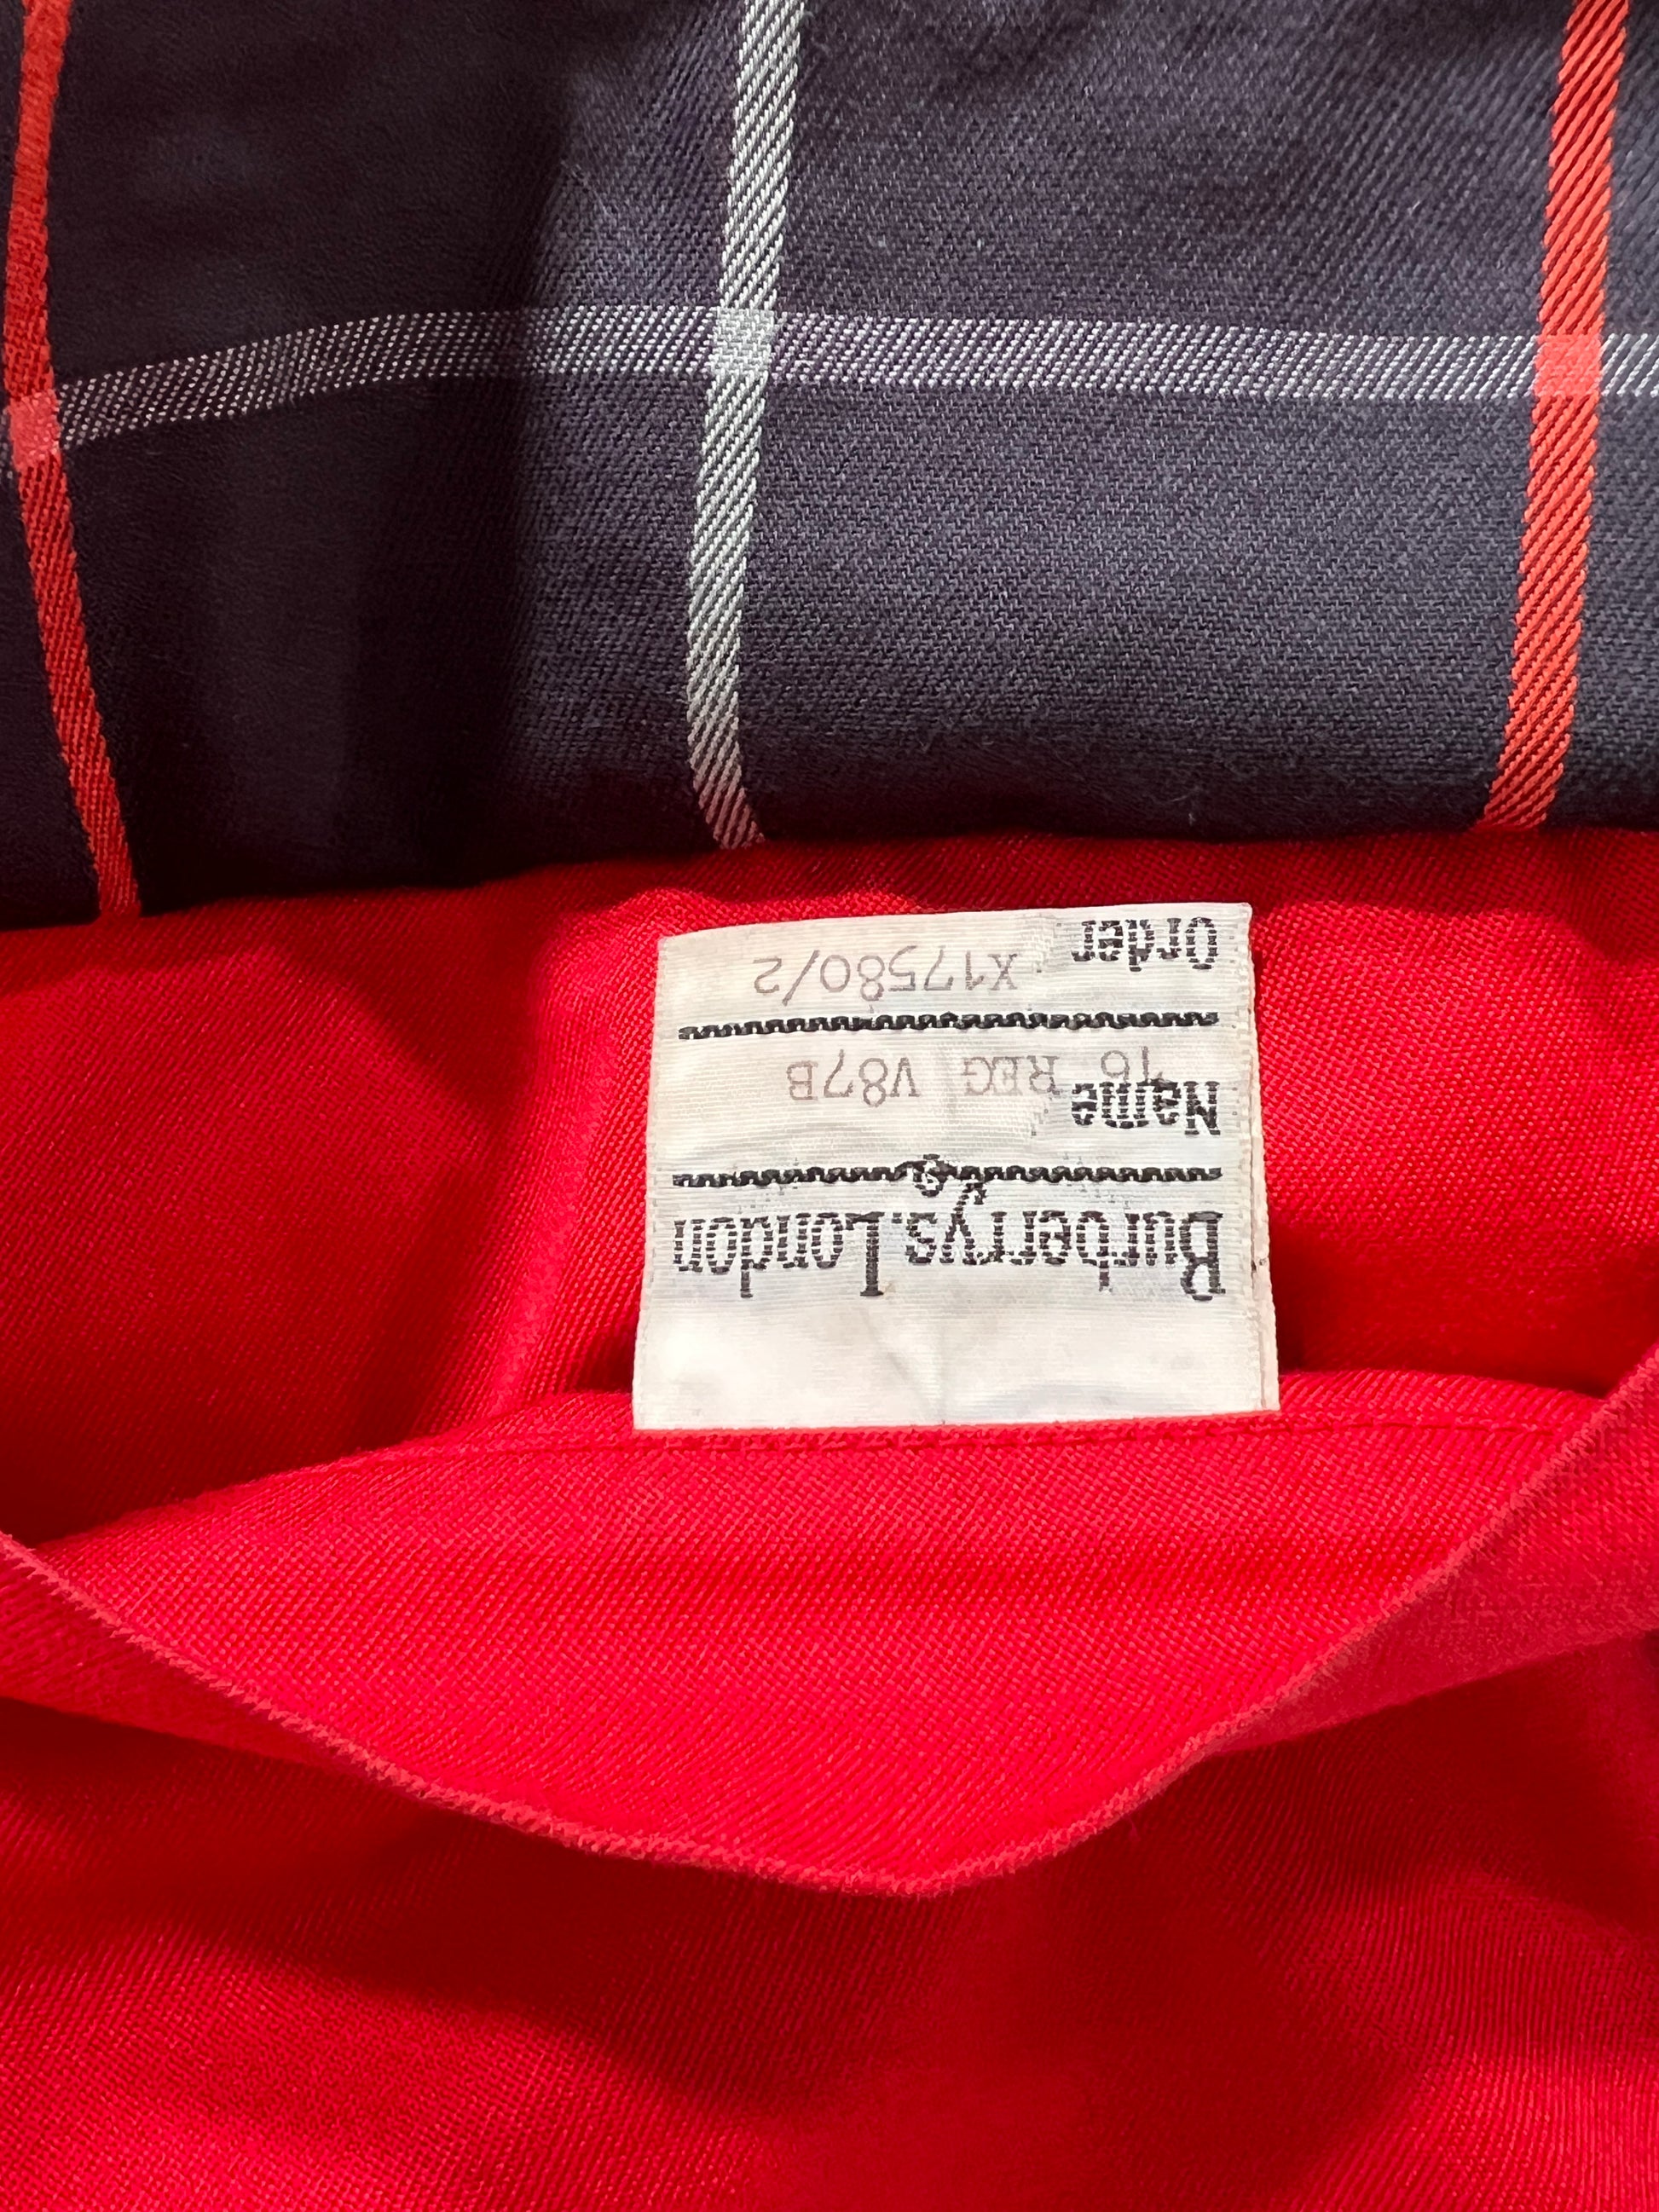 Burberrys. London
Name 16 REG V87B
Order X17580/2